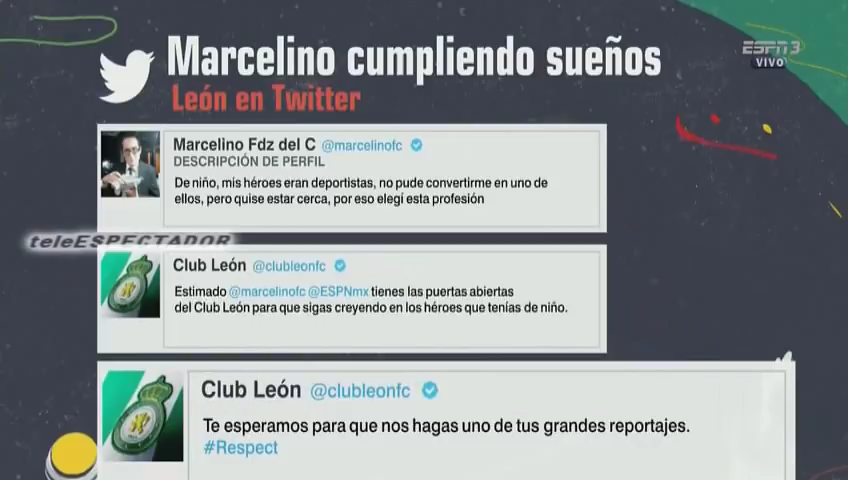 Marcelino cumpliendo sueños
ESPN3
VIVO
León en Twitter
Marcelino Fdz del C @marcelinofc
DESCRIPCIÓN DE PERFIL
De niño, mis héroes eran deportistas, no pude convertirme en uno de
ellos, pero quise estar cerca, por eso elegí esta profesión
teleESPECTADOR
Club León @clubleonfc
Estimado @marcelinofc @ESPNmx tienes las puertas abiertas
del Club León para que sigas creyendo en los héroes que tenías de niño.
Club León @clubleonfc
Te esperamos para que nos hagas uno de tus grandes reportajes.
#Respect